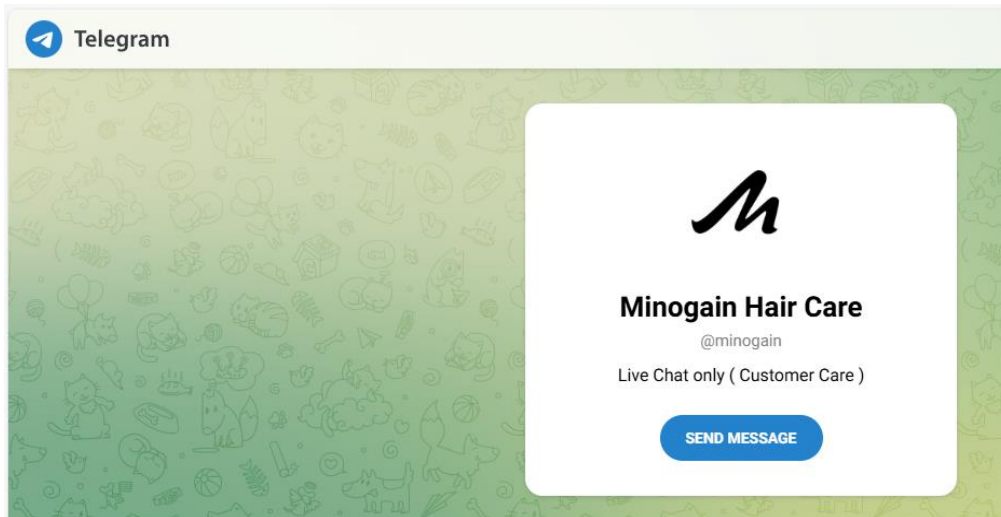 Telegram
Minogain Hair Care
@minogain
Live Chat only ( Customer Care )
SEND MESSAGE